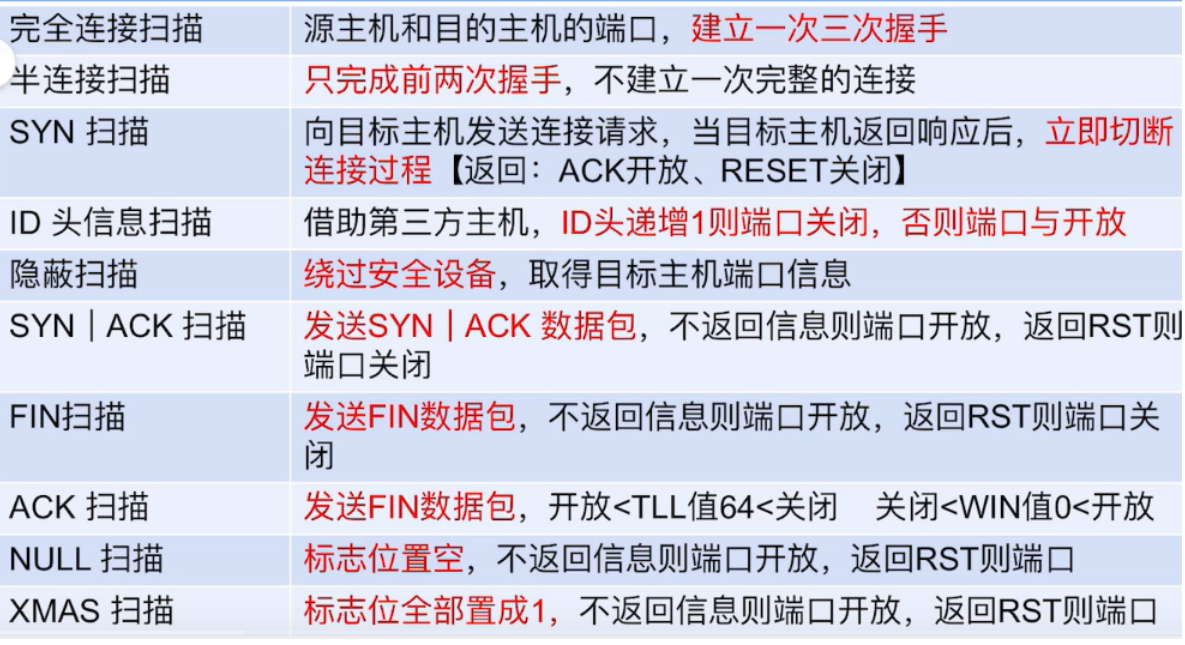 完全连接扫描 源主机和目的主机的端口，建立一次三次握手
半连接扫描 只完成前两次握手，不建立一次完整的连接
SYN 扫描 向目标主机发送连接请求，当目标主机返回响应后，立即切断
连接过程【返回：ACK开放、RESET关闭】
ID 头信息扫描 借助第三方主机，ID头递增1则端口关闭，否则端口与开放
隐蔽扫描 绕过安全设备，取得目标主机端口信息
SYN｜ACK 扫描 发送SYN｜ACK 数据包，不返回信息则端口开放，返回RST则
端口关闭
FIN扫描 发送FIN数据包，不返回信息则端口开放，返回RST则端口关
闭
ACK 扫描 发送FIN数据包，开放<TLL值64<关闭 关闭<WIN值0<开放
NULL 扫描 标志位置空，不返回信息则端口开放，返回RST则端口
XMAS 扫描 标志位全部置成1，不返回信息则端口开放，返回RST则端口